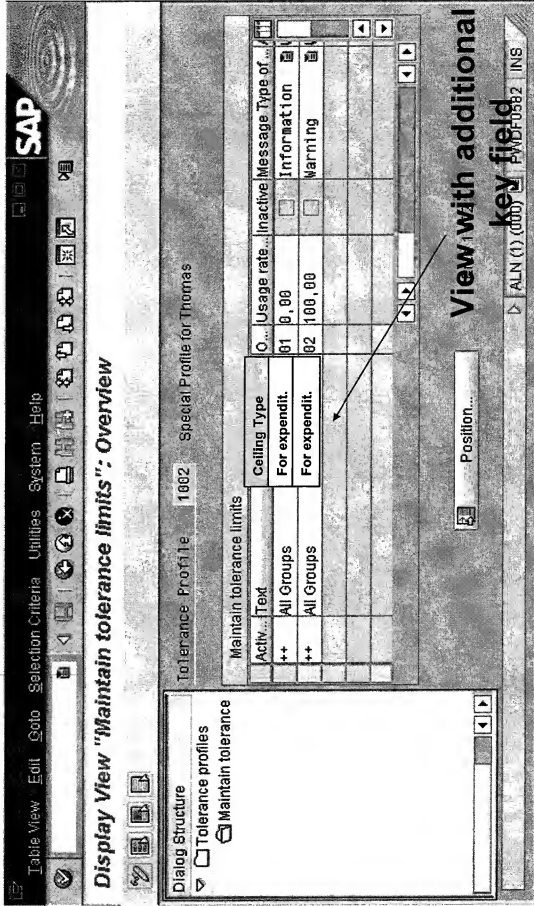 Table View Edit Goto Selection Criteria Utilities System Help
SAP
Display View "Maintain tolerance limits": Overview
Dialog Structure
Tolerance profiles
Maintain tolerance
Tolerance Profile 1002 Special Profile for Thomas
Maintain tolerance limits
Activ... Text Ceiling Type O... Usage rate... Inactive Message Type of ...
++ All Groups For expendit. 01 0,00 Information
++ All Groups For expendit. 02 100,00 Warning
Position...
View with additional
key field
ALN (1) (000) PWDF0582 INS